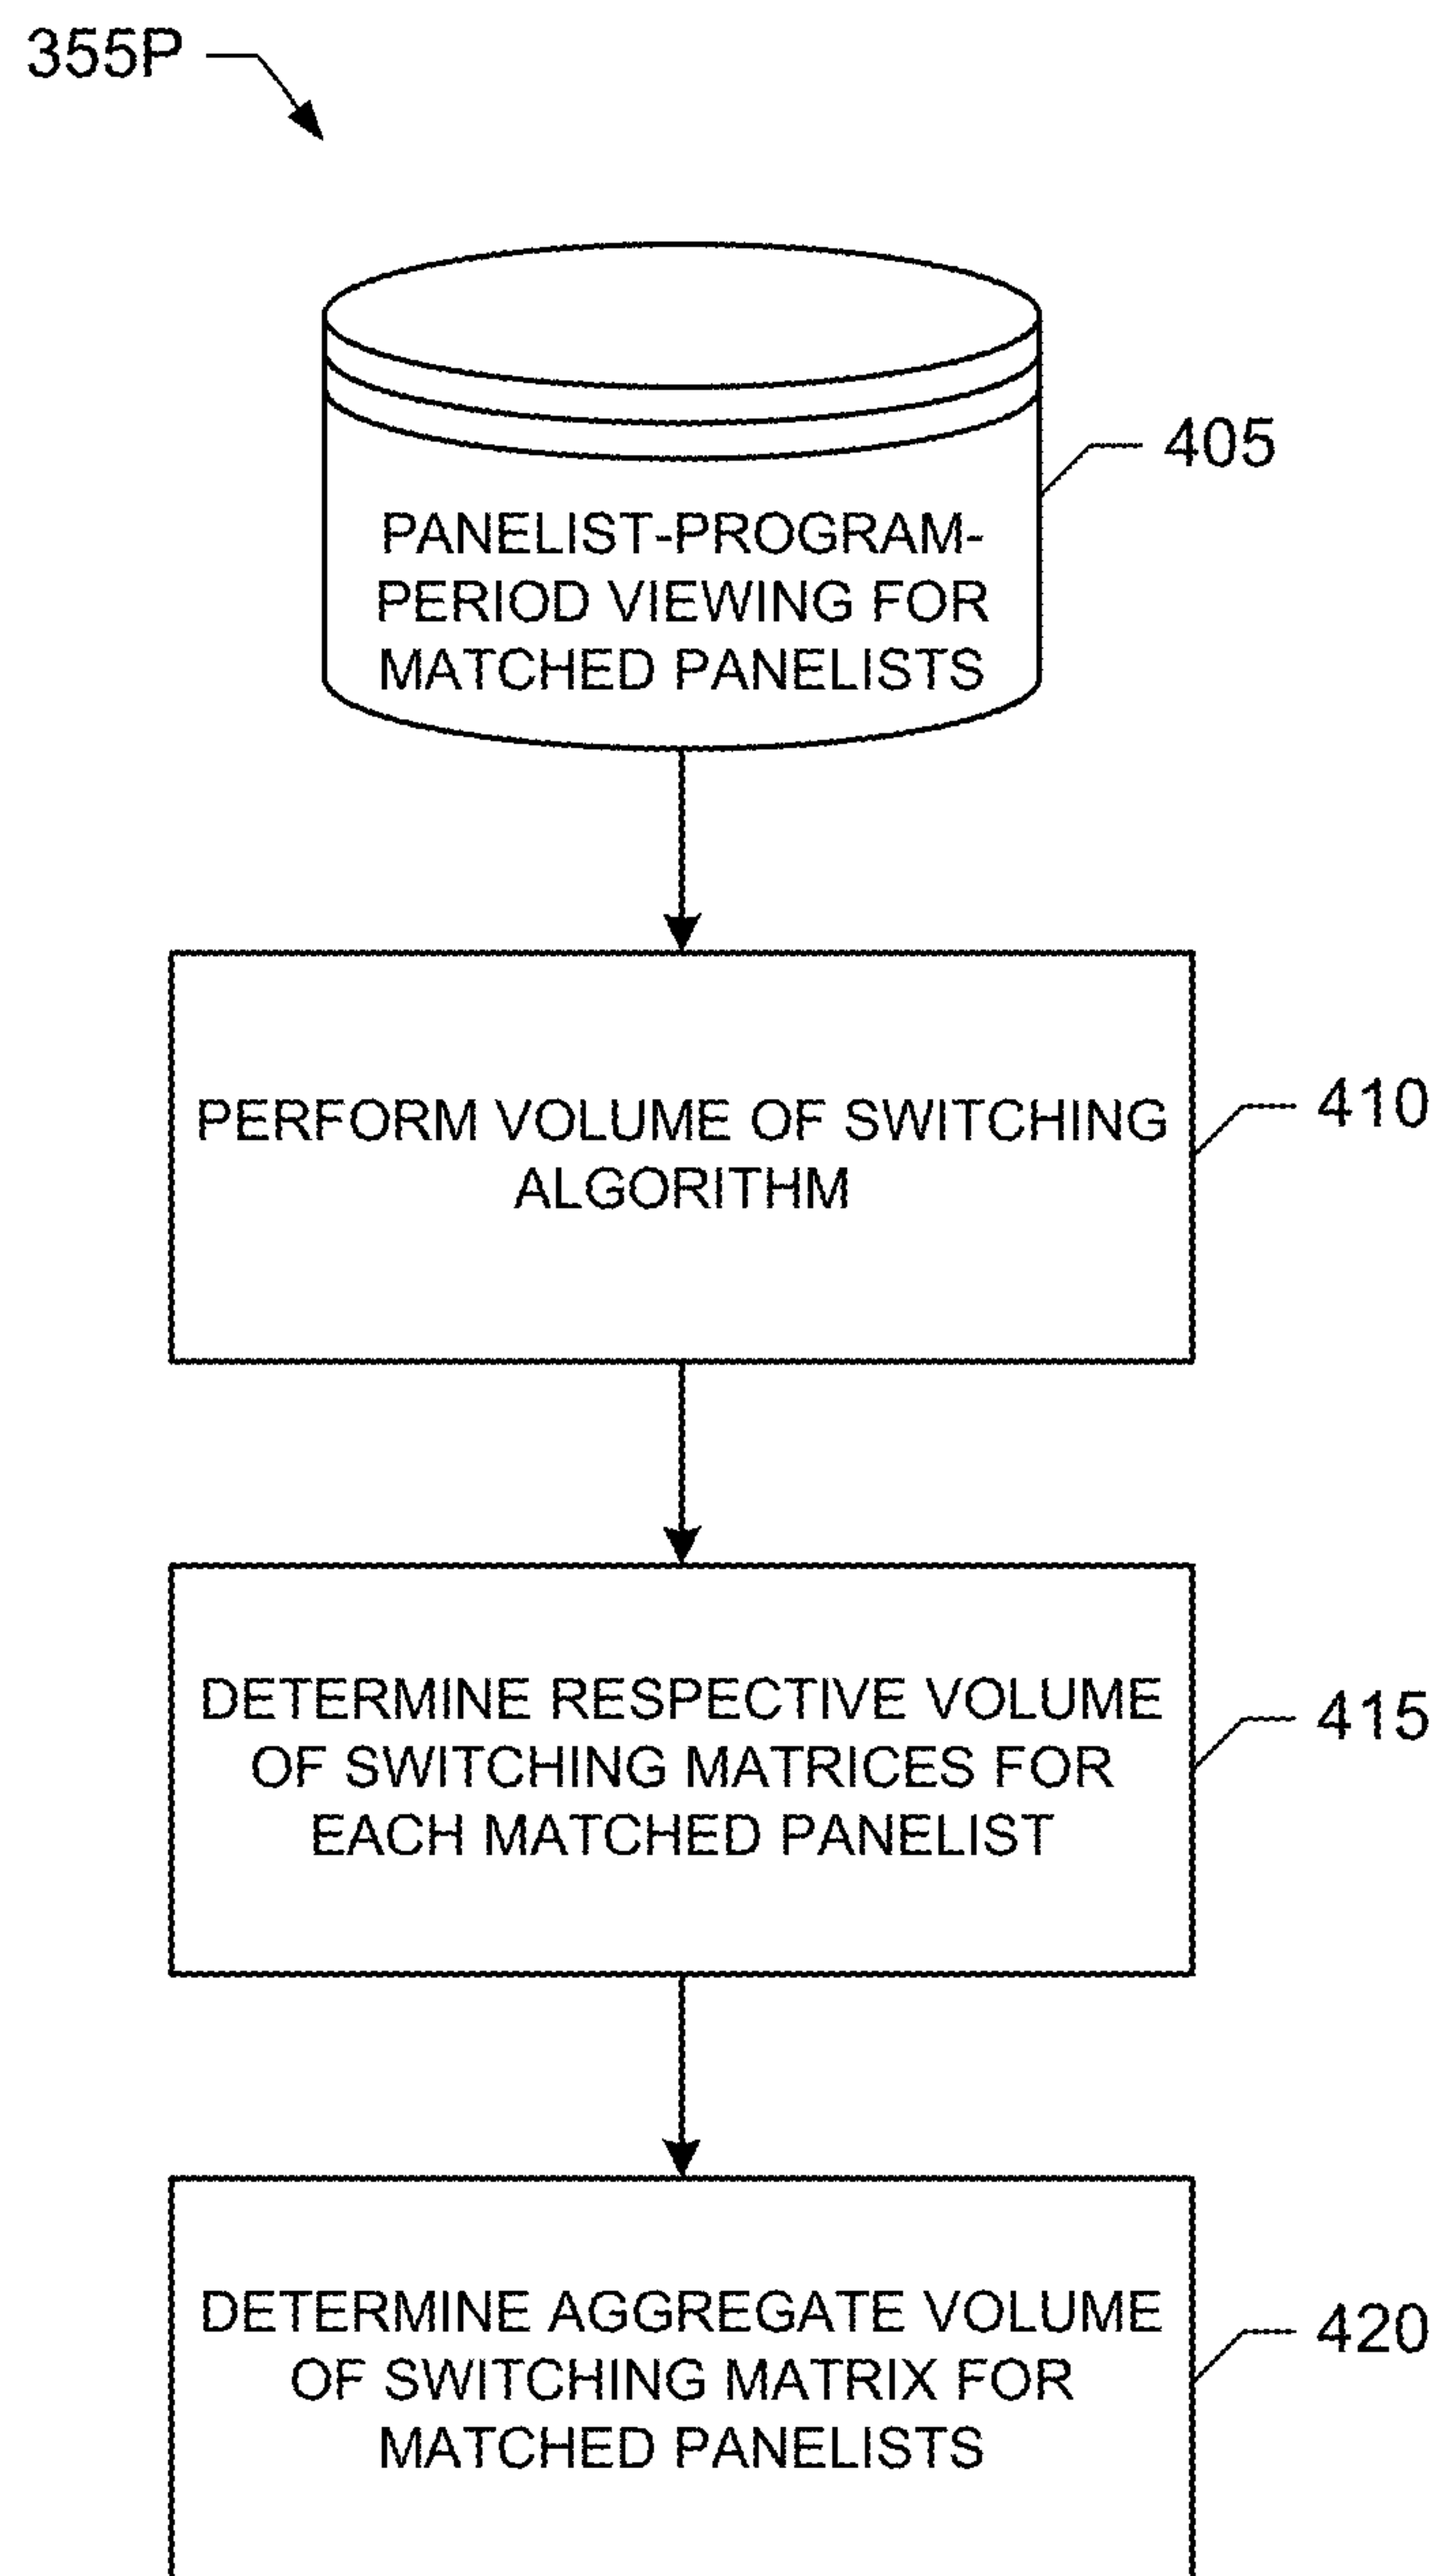 355P
PANELIST-PROGRAM-
PERIOD VIEWING FOR
MATCHED PANELISTS
405
PERFORM VOLUME OF SWITCHING
ALGORITHM
410
DETERMINE RESPECTIVE VOLUME
OF SWITCHING MATRICES FOR
EACH MATCHED PANELIST
415
DETERMINE AGGREGATE VOLUME
OF SWITCHING MATRIX FOR
MATCHED PANELISTS
420